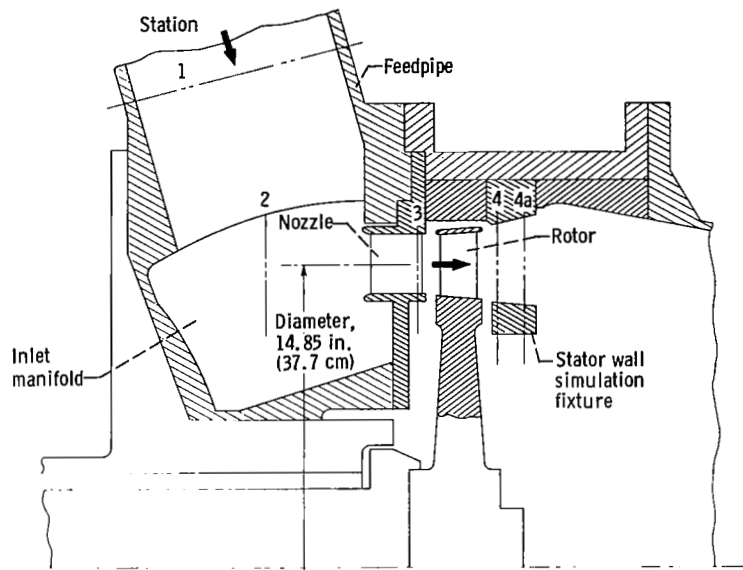 Station
1
Feedpipe
2
3
4
4a
Nozzle
Rotor
Diameter,
14.85 in.
(37.7 cm)
Inlet
manifold
Stator wall
simulation
fixture